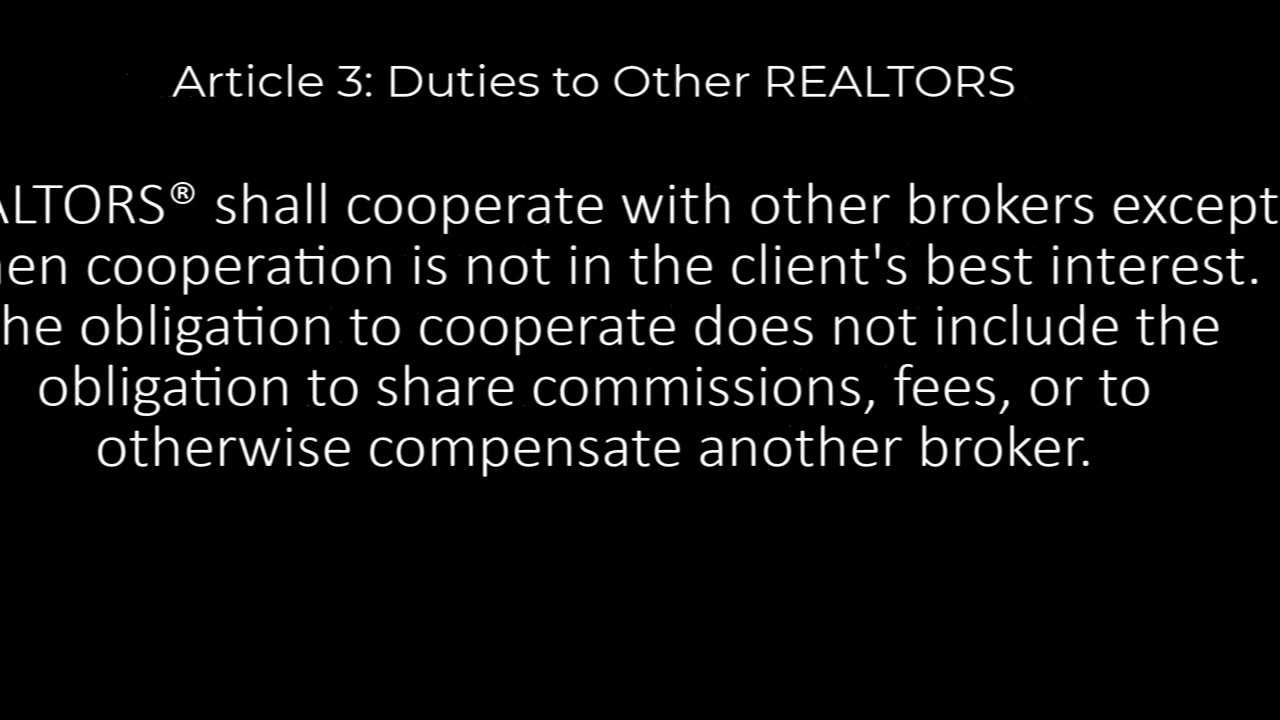 Article 3: Duties to Other REALTORS
ALTORS® shall cooperate with other brokers except
en cooperation is not in the client's best interest.
he obligation to cooperate does not include the
obligation to share commissions, fees, or to
otherwise compensate another broker.